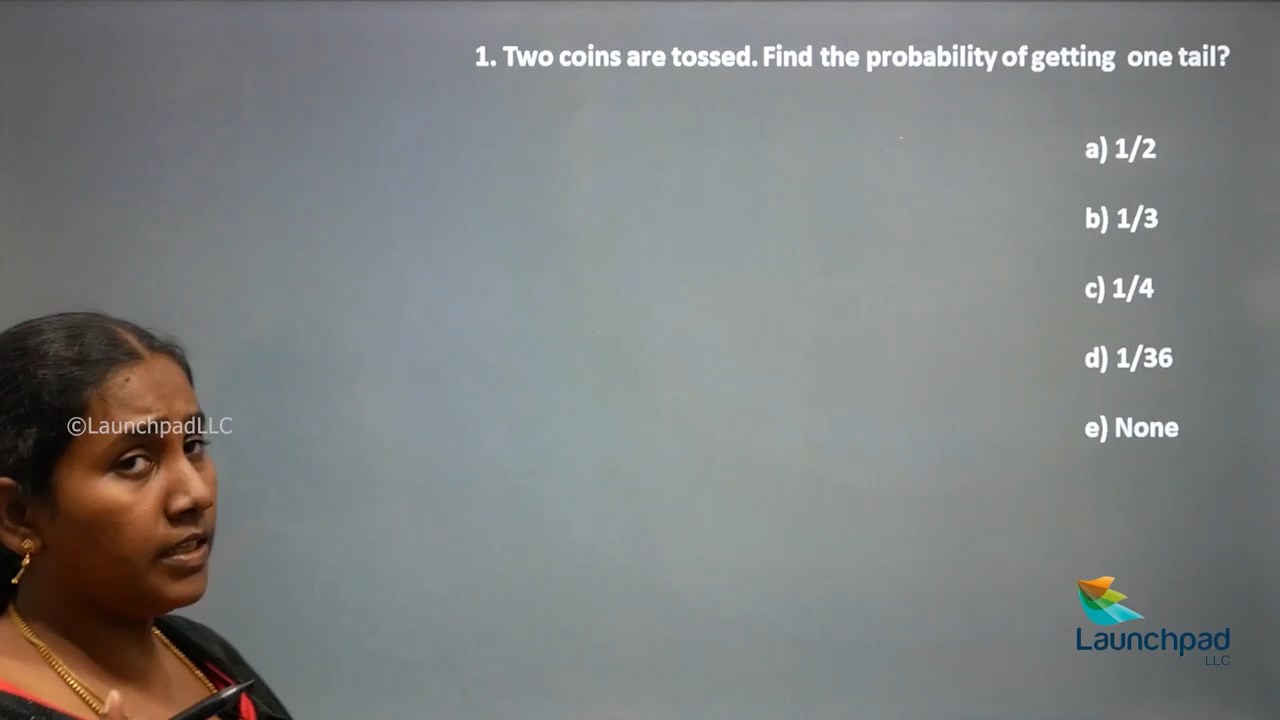 1. Two coins are tossed. Find the probability of getting one tail?
a) 1/2
b) 1/3
c) 1/4
d) 1/36
e) None
©LaunchpadLLC
Launchpad
LLC